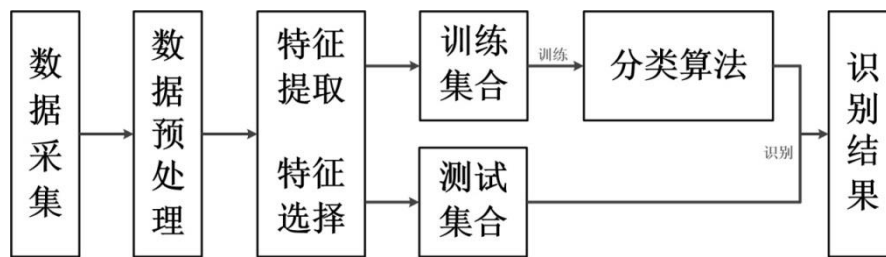 数据采集
数据预处理
特征
提取
特征
选择
训练
集合
训练
分类算法
测试
集合
识别
识别结果